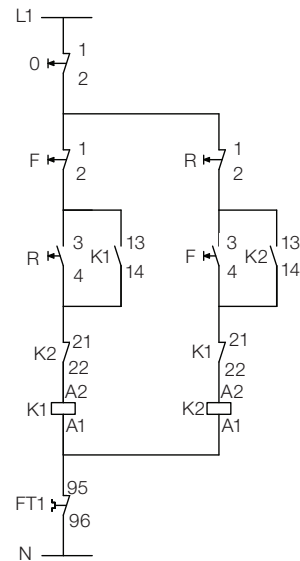 L1
0 1
2
F 1 R 1
2 2
3 13 3 13
R K1 F K2
4 14 4 14
K2 21 K1 21
22 22
A2 A2
K1 K2
A1 A1
95
FT1
96
N